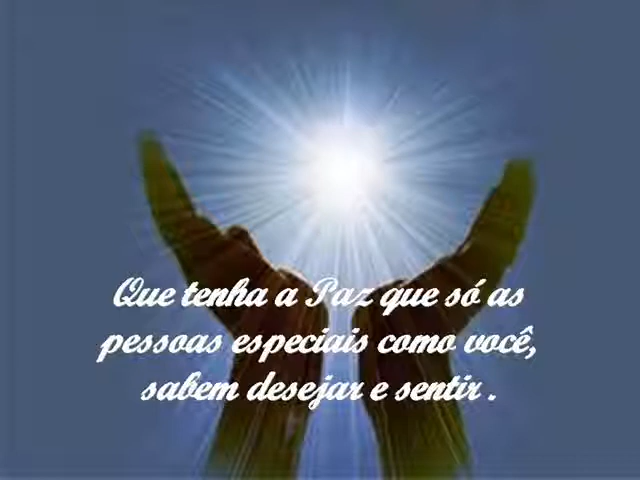 Que tenha a Paz que só as
pessoas especiais como você,
sabem desejar e sentir .